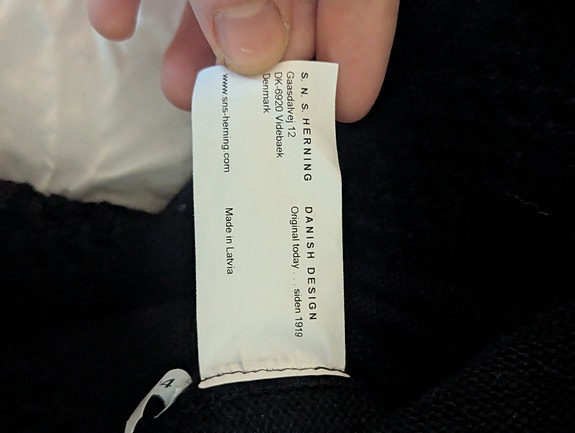 S. N. S. HERNING
Gaasdalvej 12
DK-6920 Videbaek
Denmark
www.sns-herning.com
DANISH DESIGN
Original today . . . siden 1919
Made in Latvia
4